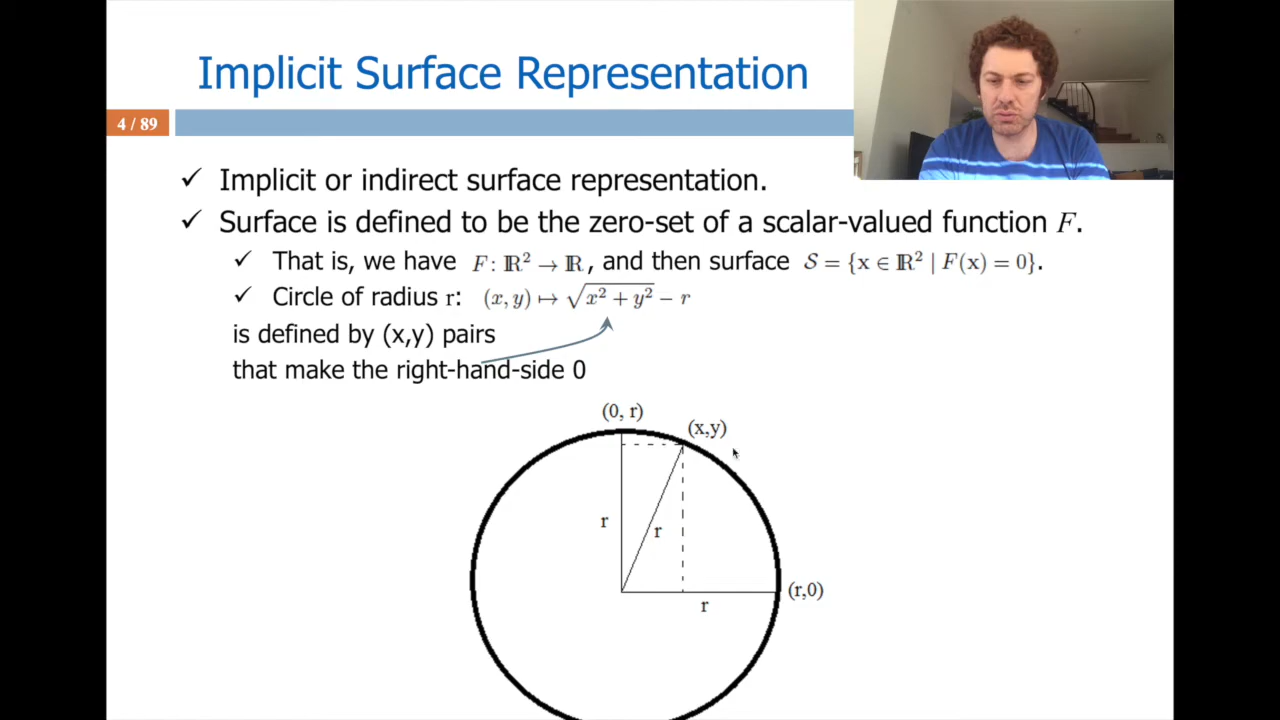 Implicit Surface Representation
4 / 89
✓ Implicit or indirect surface representation.
✓ Surface is defined to be the zero-set of a scalar-valued function F.
✓ That is, we have F: ℝ² → ℝ, and then surface 𝒮 = {x ∈ ℝ² | F(x) = 0}.
✓ Circle of radius r: (x, y) ↦ √(x² + y²) − r
is defined by (x,y) pairs
that make the right-hand-side 0
(0, r)
(x,y)
r
r
(r,0)
r